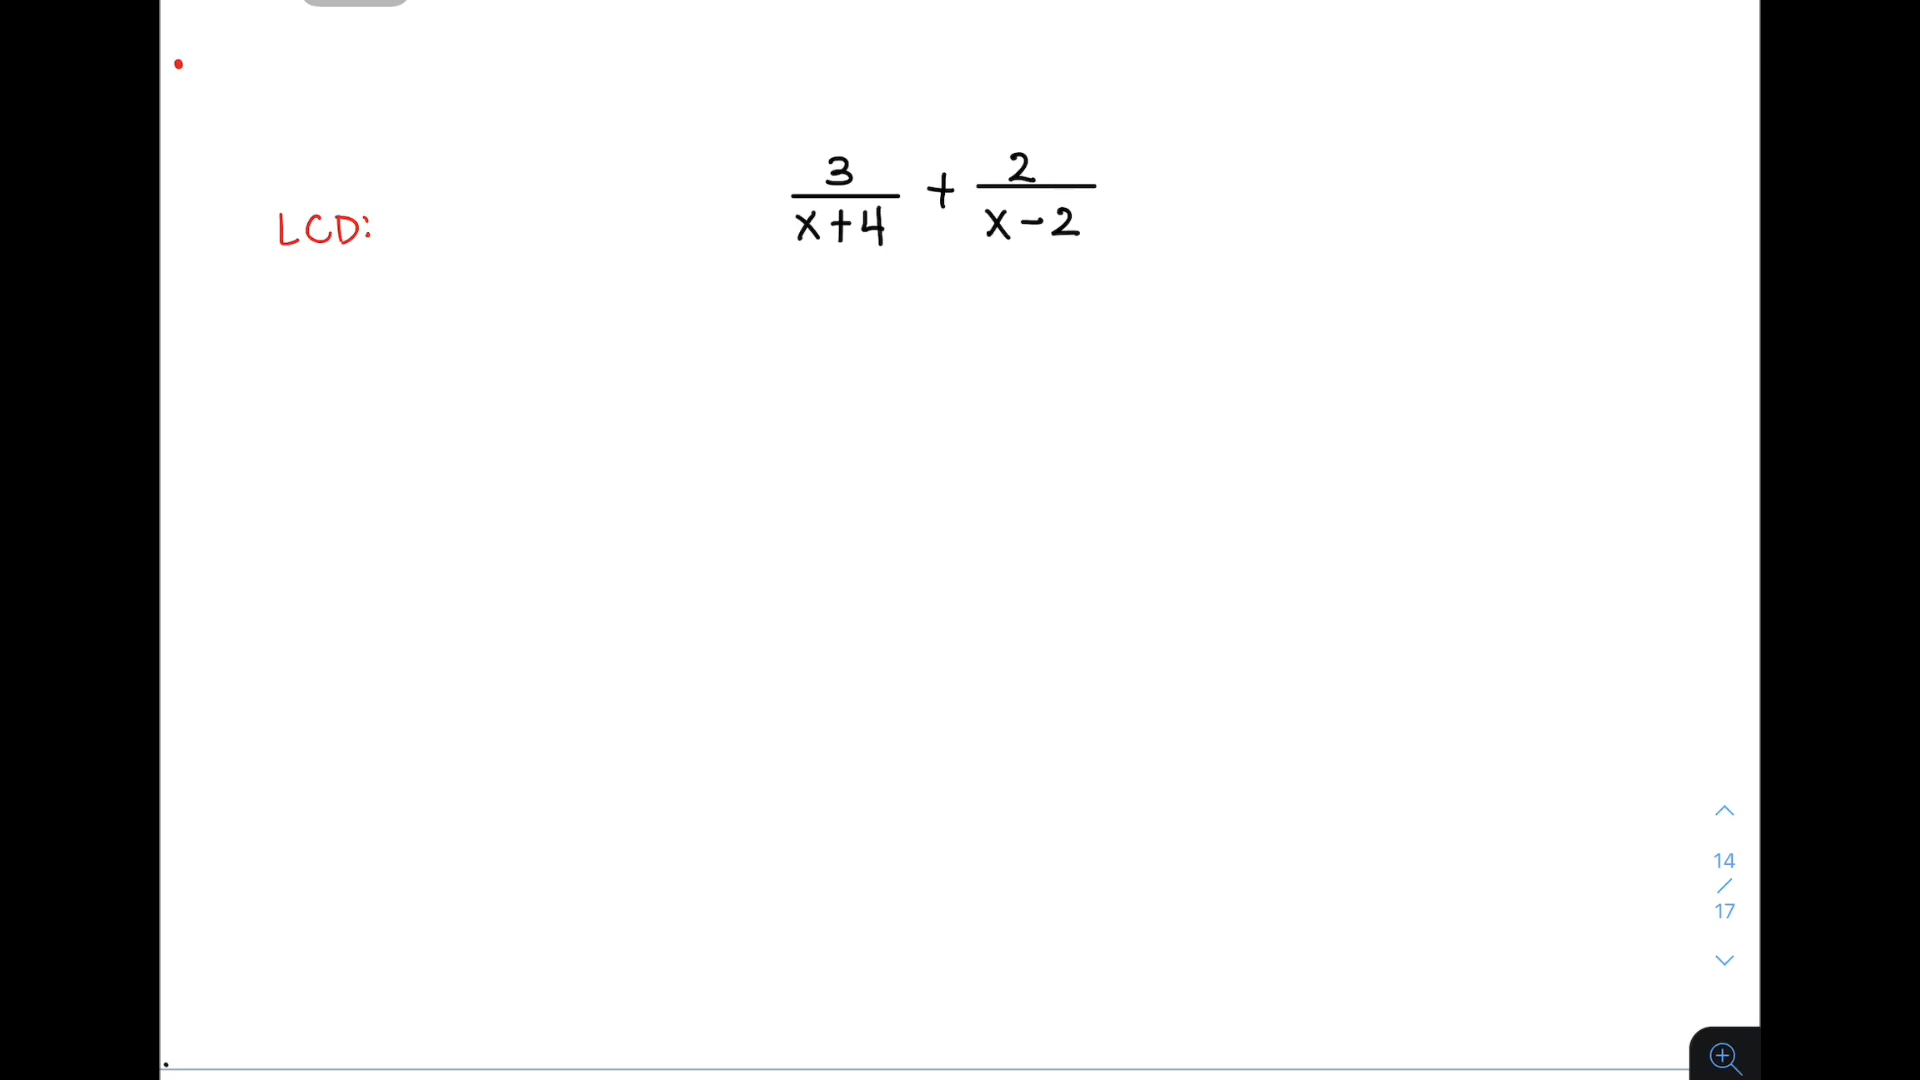 3/(x+4) + 2/(x-2)
LCD:
14
/
17